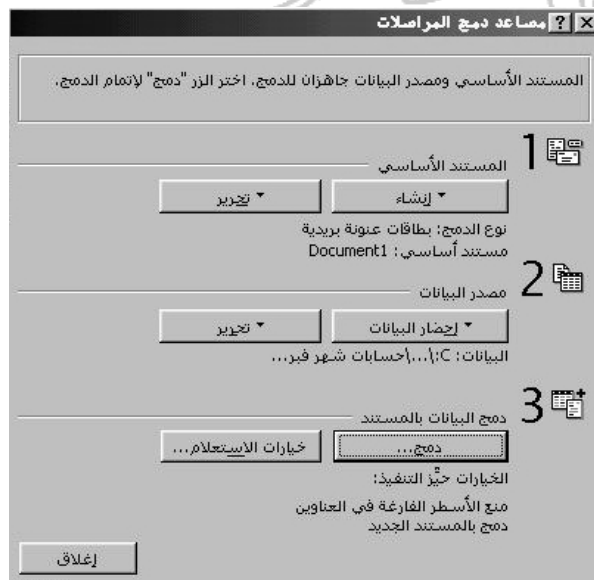 مساعد دمج المراسلات
المستند الأساسي ومصدر البيانات جاهزان للدمج. اختر الزر "دمج" لإتمام الدمج.
1
المستند الأساسي
إنشاء
تحرير
نوع الدمج: بطاقات عنونة بريدية
مستند أساسي: Document1
2
مصدر البيانات
إحضار البيانات
تحرير
البيانات: C:\...\حسابات شهر فبر...
3
دمج البيانات بالمستند
دمج...
خيارات الاستعلام...
الخيارات حيِّز التنفيذ:
منع الأسطر الفارغة في العناوين
دمج بالمستند الجديد
إغلاق